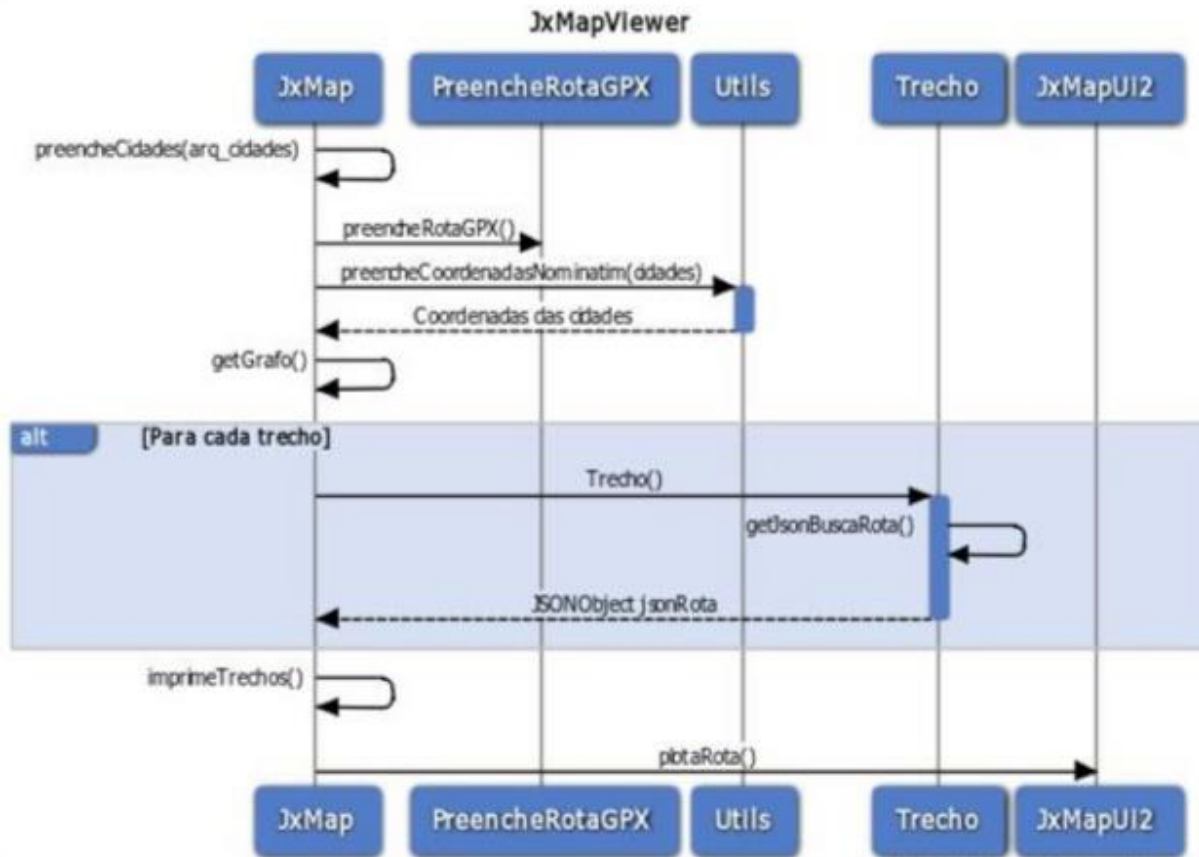 JxMapViewer
JxMap PreencheRotaGPX Utils Trecho JxMapUi2
preencheCidades(arq_cidades)
preencheRotaGPX()
preencheCoordenadasNominatim(cidades)
Coordenadas das cidades
getGrafo()
alt [Para cada trecho]
Trecho()
getJsonBuscaRota()
JSONObject jsonRota
imprimeTrechos()
plotaRota()
JxMap PreencheRotaGPX Utils Trecho JxMapUi2